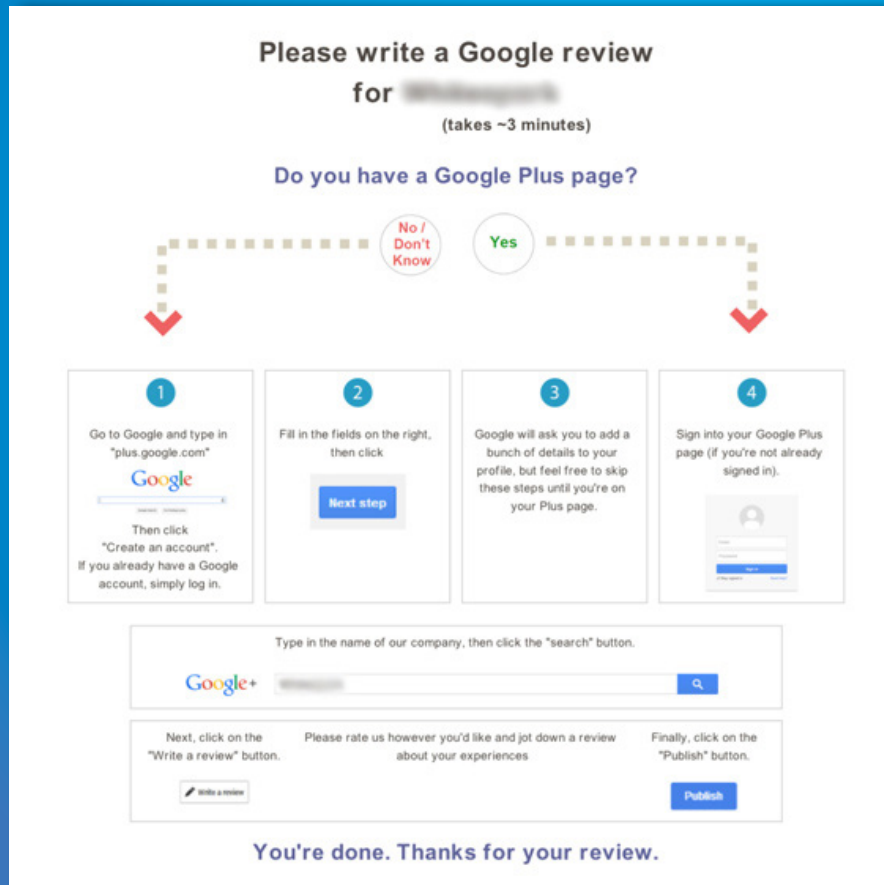 Please write a Google review
for
(takes ~3 minutes)
Do you have a Google Plus page?
No /
Don't
Know
Yes
1
Go to Google and type in
"plus.google.com"
Google
Then click
"Create an account".
If you already have a Google
account, simply log in.
2
Fill in the fields on the right,
then click
Next step
3
Google will ask you to add a
bunch of details to your
profile, but feel free to skip
these steps until you're on
your Plus page.
4
Sign into your Google Plus
page (if you're not already
signed in).
Email
Password
Sign in
Type in the name of our company, then click the "search" button.
Google+
Next, click on the
"Write a review" button.
Write a review
Please rate us however you'd like and jot down a review
about your experiences
Finally, click on the
"Publish" button.
Publish
You're done. Thanks for your review.